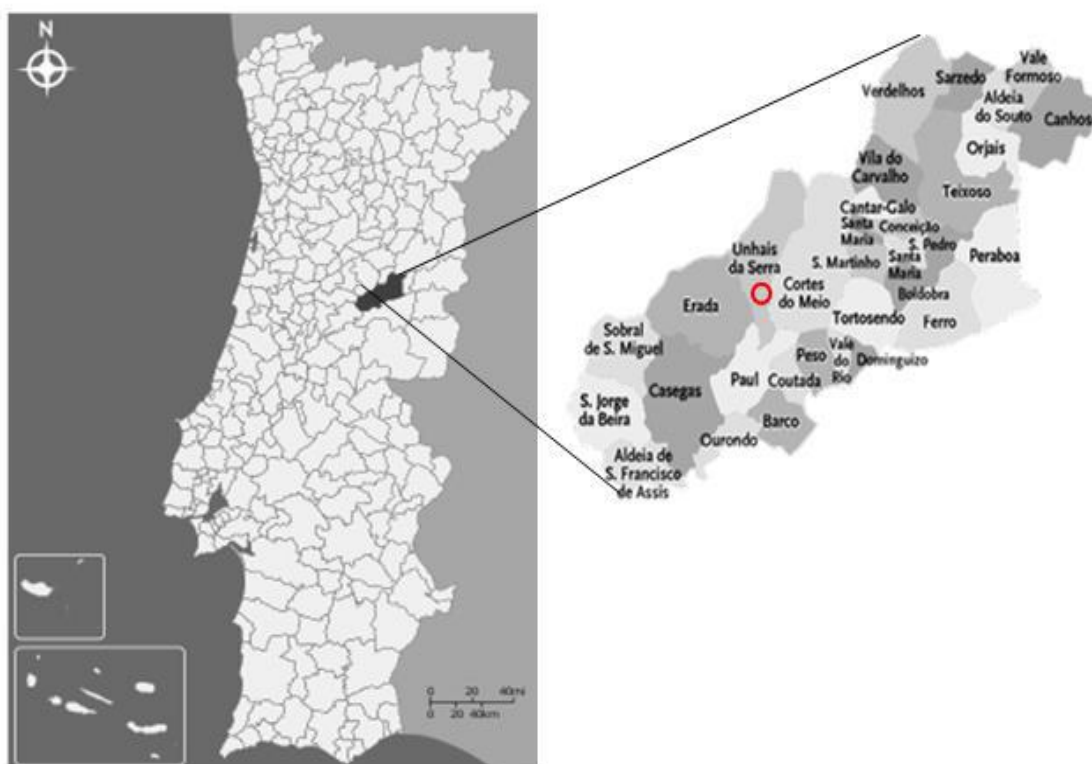 N
0 20 40mi
0 20 40km
Verdelhos
Sarzedo
Vale
Formoso
Aldeia
do Souto
Canhos
Orjais
Vila do
Carvalho
Teixoso
Cantar-Galo
Santa
Maria
Conceição
S. Pedro
Santa
Maria
Peraboa
Unhais
da Serra
S. Martinho
Cortes
do Meio
Boidobra
Erada
Tortosendo
Ferro
Sobral
de S. Miguel
Peso
Vale
do
Rio
Dominguizo
Casegas
Paul
Coutada
S. Jorge
da Beira
Barco
Ourondo
Aldeia de
S. Francisco
de Assis